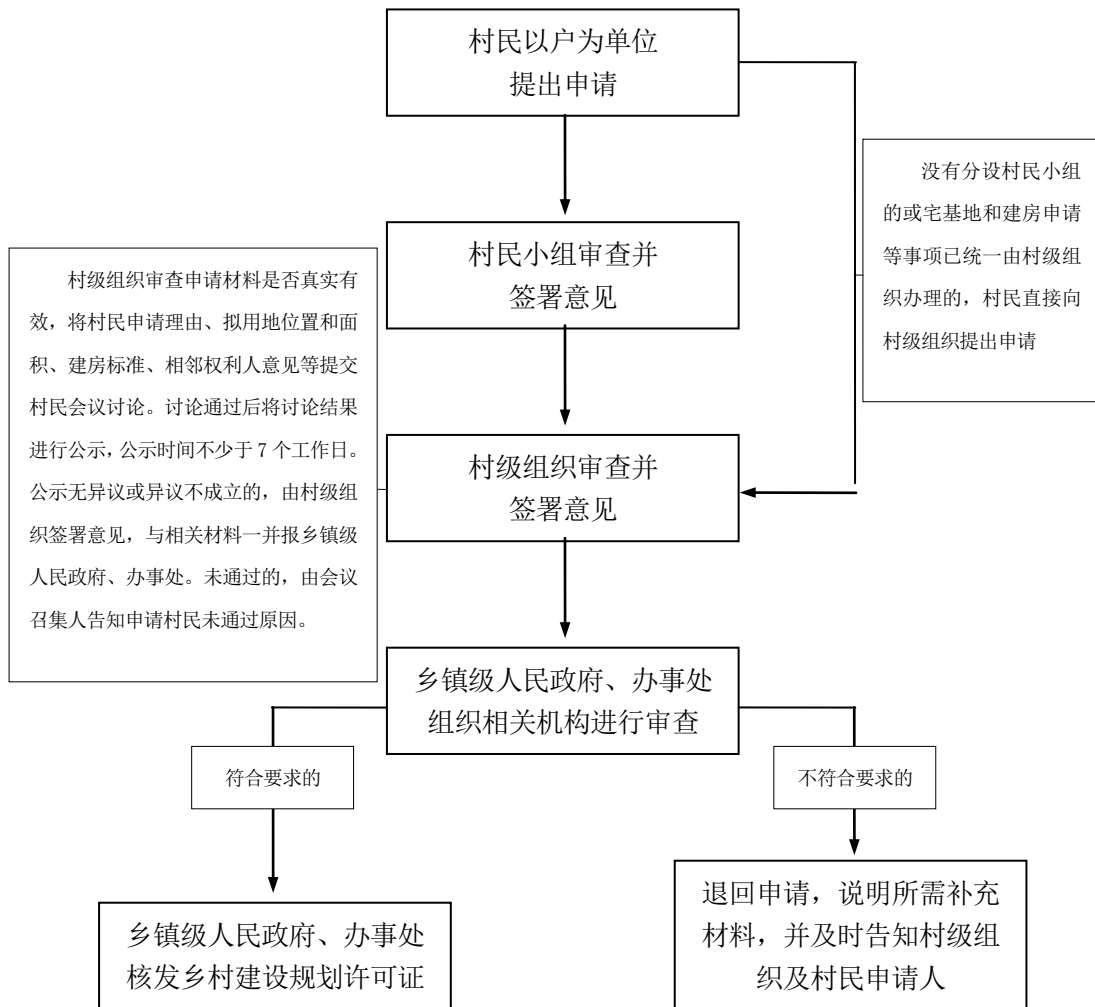 村民以户为单位
提出申请
没有分设村民小组
的或宅基地和建房申请
等事项已统一由村级组
织办理的，村民直接向
村级组织提出申请
村民小组审查并
签署意见
村级组织审查申请材料是否真实有
效，将村民申请理由、拟用地位置和面
积、建房标准、相邻权利人意见等提交
村民会议讨论。讨论通过后将讨论结果
进行公示，公示时间不少于 7 个工作日。
公示无异议或异议不成立的，由村级组
织签署意见，与相关材料一并报乡镇级
人民政府、办事处。未通过的，由会议
召集人告知申请村民未通过原因。
村级组织审查并
签署意见
乡镇级人民政府、办事处
组织相关机构进行审查
符合要求的
不符合要求的
乡镇级人民政府、办事处
核发乡村建设规划许可证
退回申请，说明所需补充
材料，并及时告知村级组
织及村民申请人